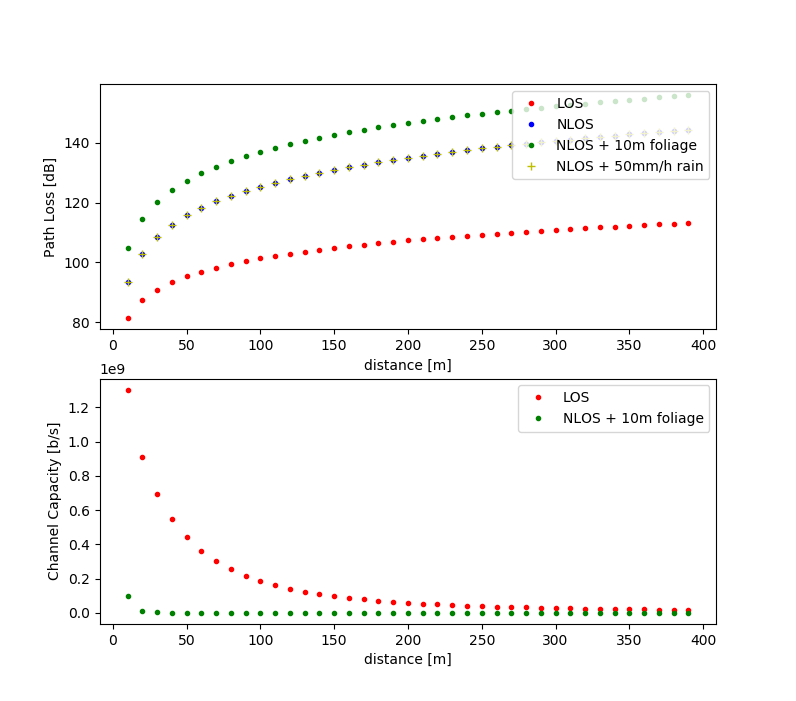 LOS
NLOS
NLOS + 10m foliage
NLOS + 50mm/h rain
Path Loss [dB]
140
120
100
80
0 50 100 150 200 250 300 350 400
distance [m]
1e9
LOS
NLOS + 10m foliage
Channel Capacity [b/s]
1.2
1.0
0.8
0.6
0.4
0.2
0.0
0 50 100 150 200 250 300 350 400
distance [m]